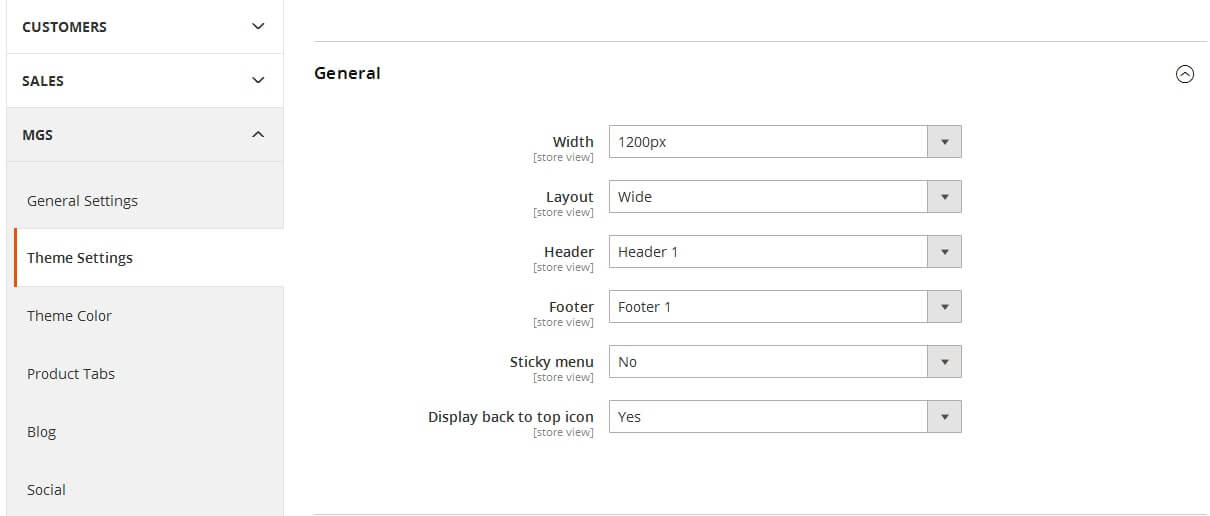 CUSTOMERS
SALES
MGS
General Settings
Theme Settings
Theme Color
Product Tabs
Blog
Social
General
Width 1200px
[store view]
Layout Wide
[store view]
Header Header 1
[store view]
Footer Footer 1
[store view]
Sticky menu No
[store view]
Display back to top icon Yes
[store view]